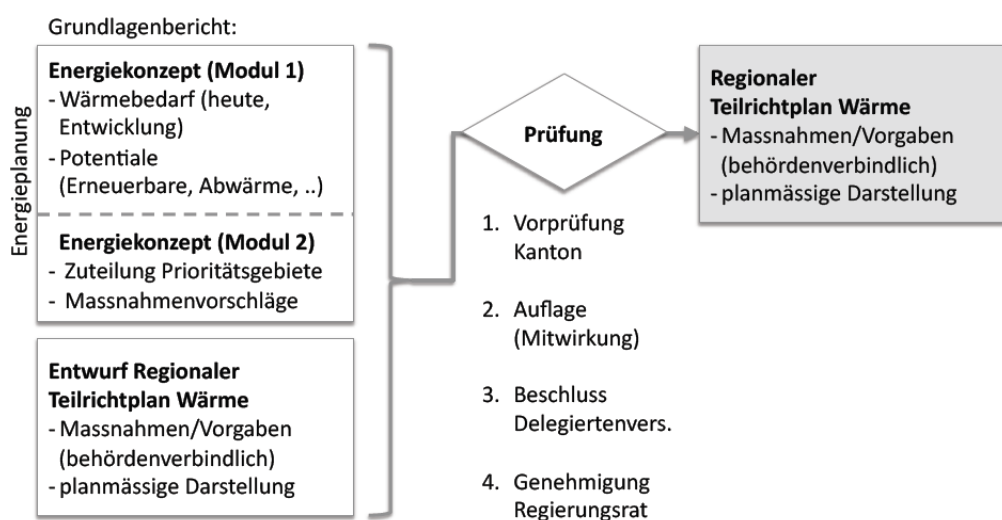 Grundlagenbericht:
Energieplanung
Energiekonzept (Modul 1)
- Wärmebedarf (heute,
Entwicklung)
- Potentiale
(Erneuerbare, Abwärme, ..)
Energiekonzept (Modul 2)
- Zuteilung Prioritätsgebiete
- Massnahmenvorschläge
Entwurf Regionaler
Teilrichtplan Wärme
- Massnahmen/Vorgaben
(behördenverbindlich)
- planmässige Darstellung
Prüfung
1. Vorprüfung
Kanton
2. Auflage
(Mitwirkung)
3. Beschluss
Delegiertenvers.
4. Genehmigung
Regierungsrat
Regionaler
Teilrichtplan Wärme
- Massnahmen/Vorgaben
(behördenverbindlich)
- planmässige Darstellung